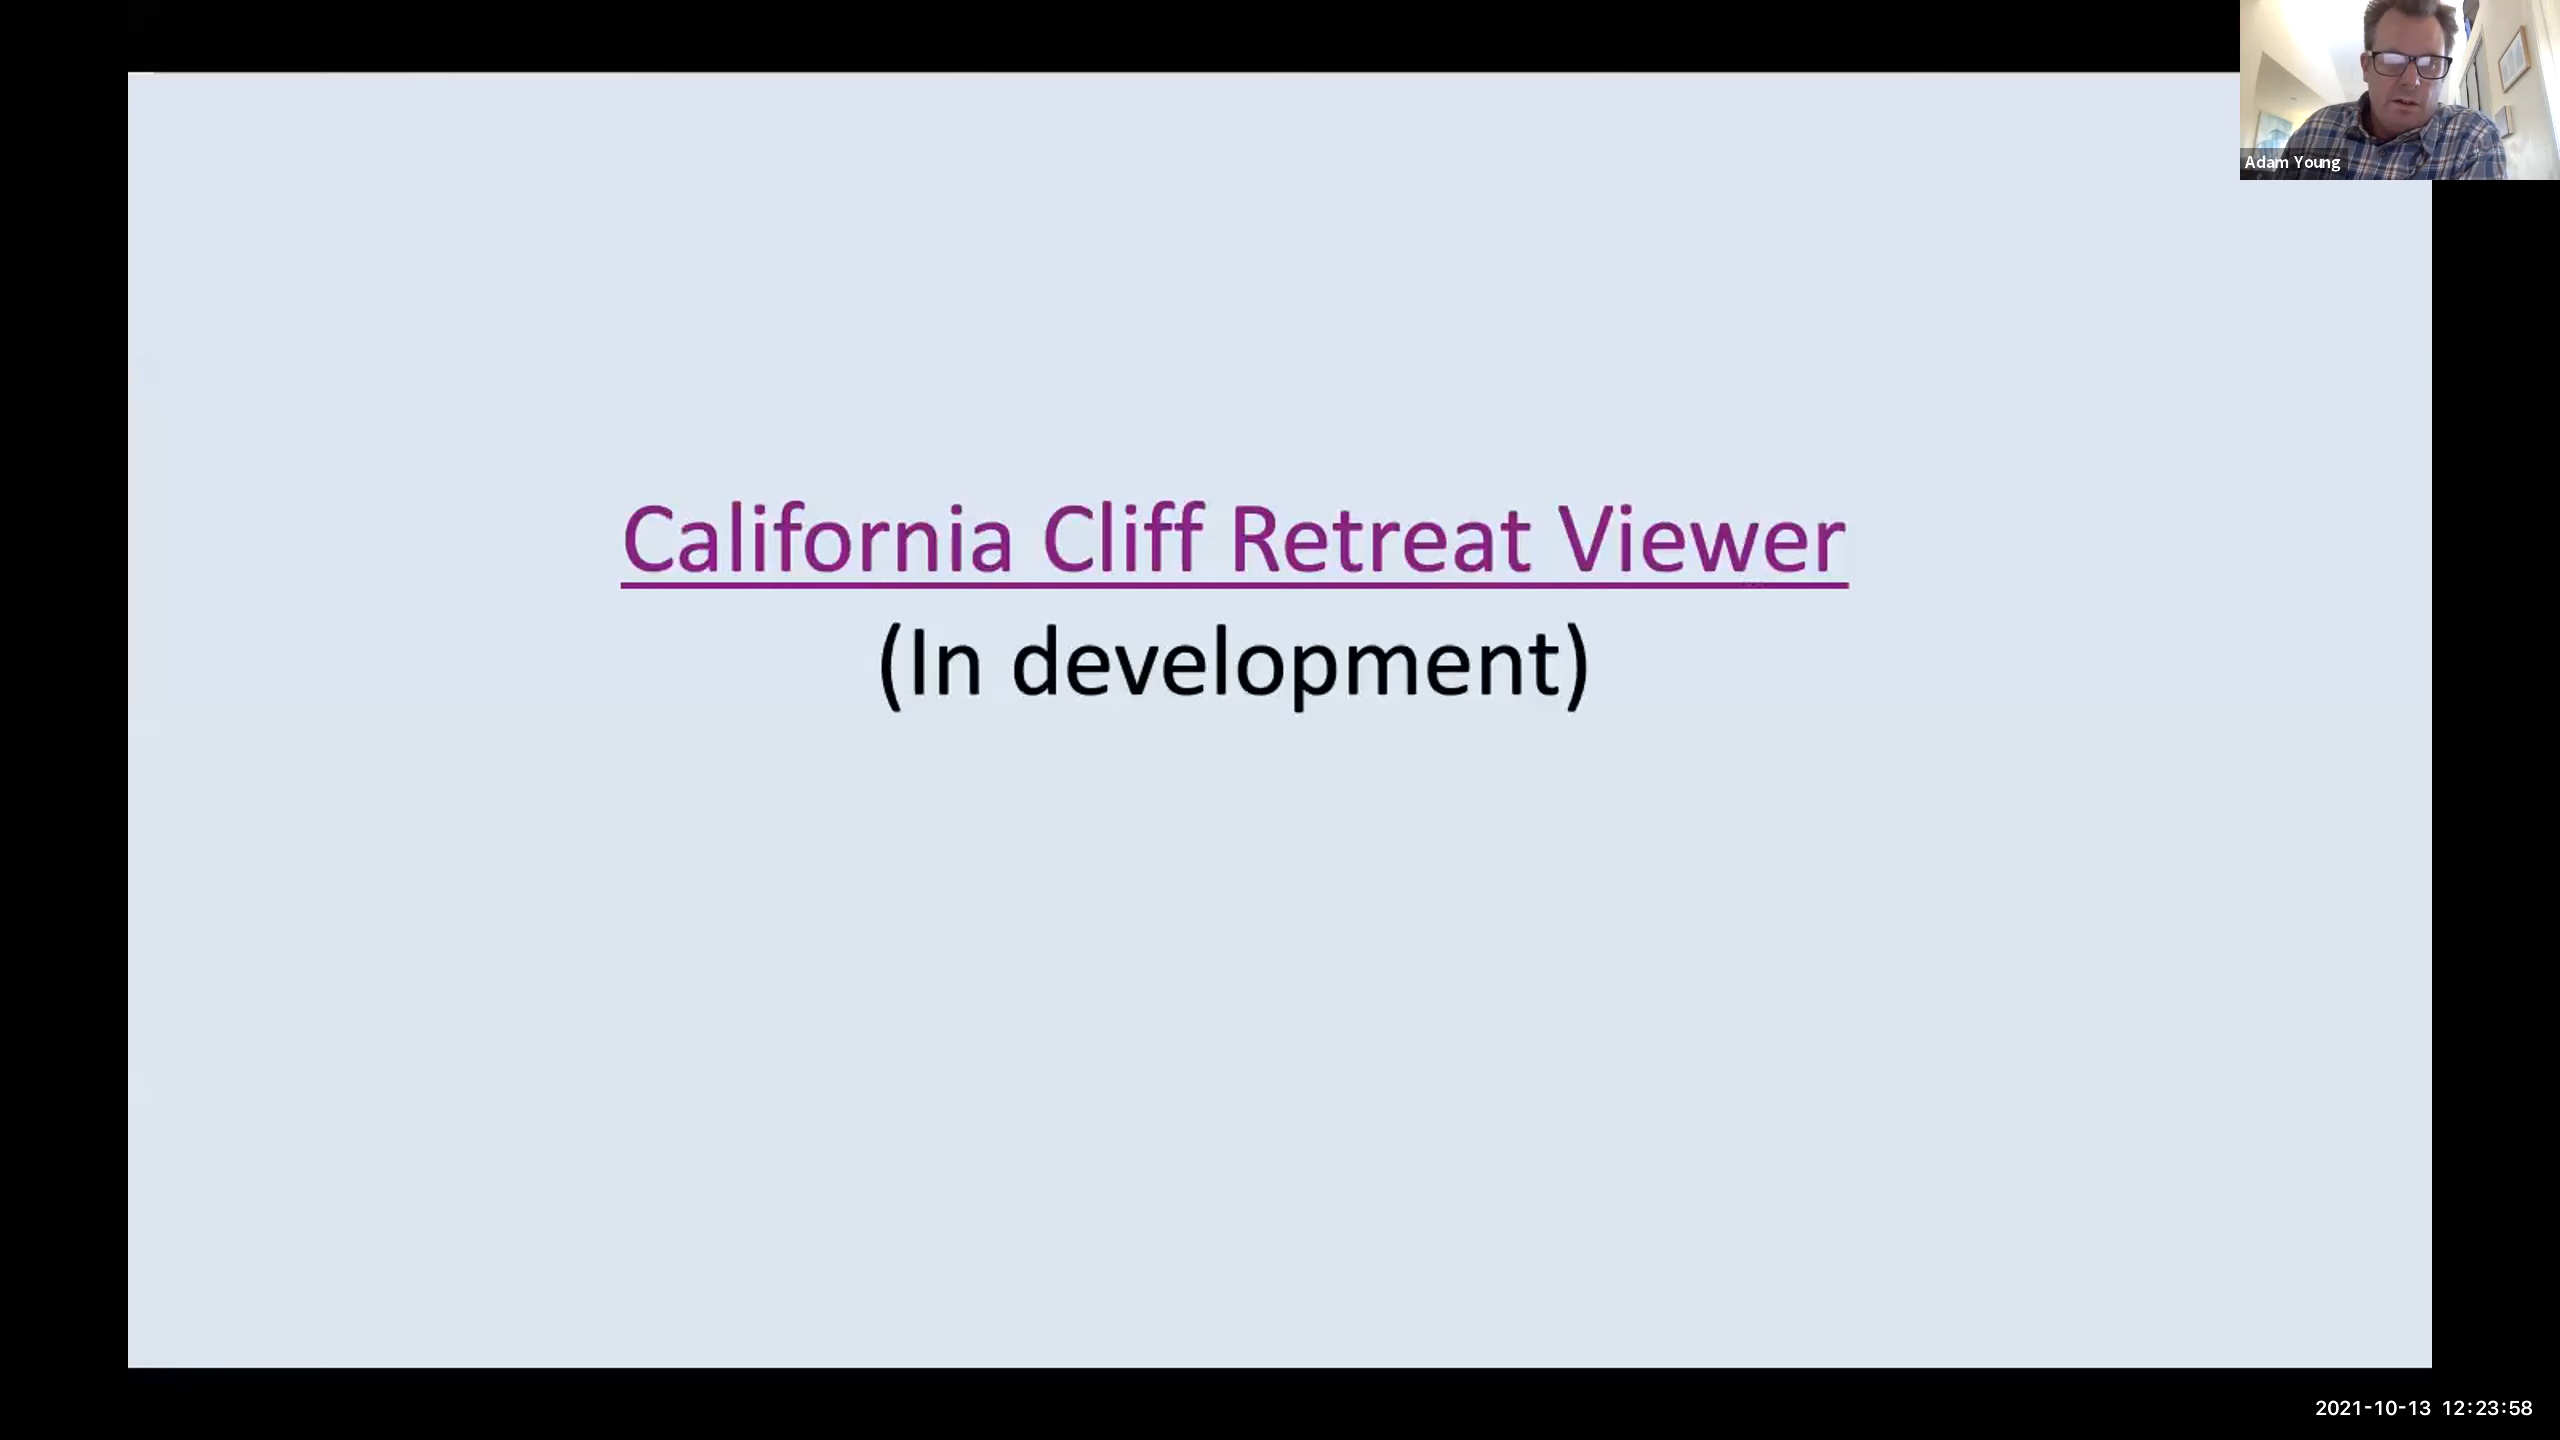 Adam Young
California Cliff Retreat Viewer
(In development)
2021-10-13 12:23:58